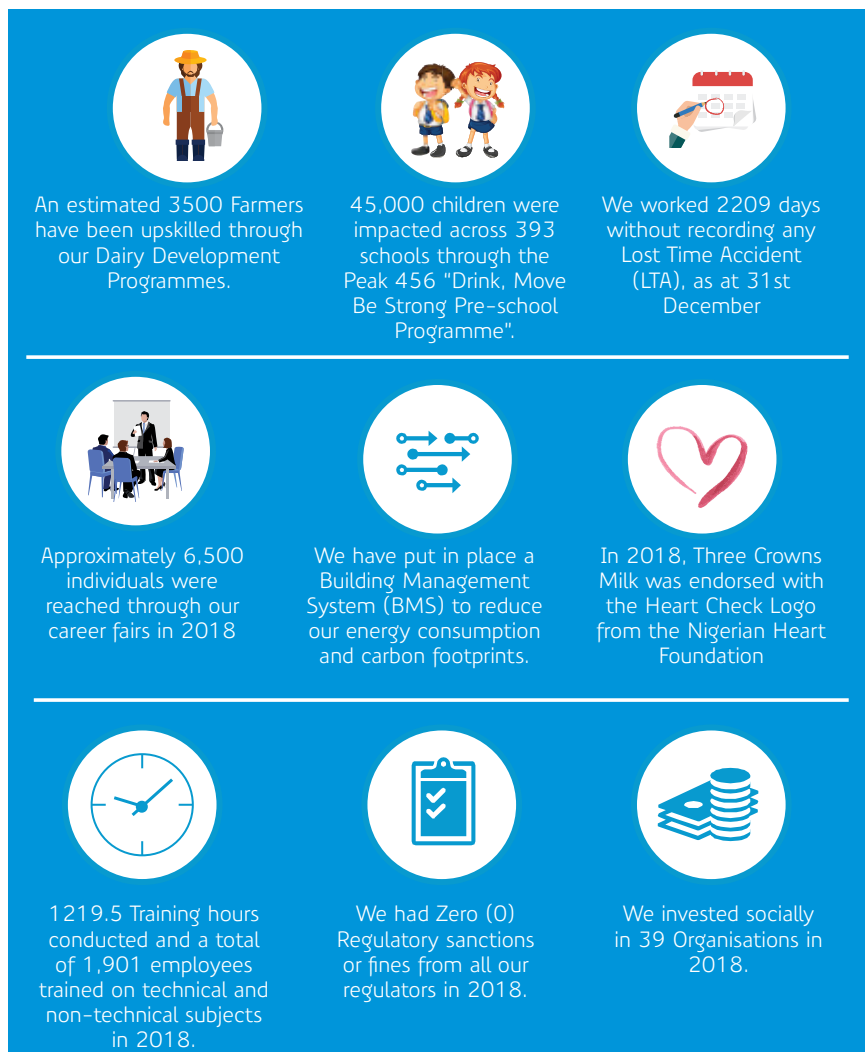 An estimated 3500 Farmers
have been upskilled through
our Dairy Development
Programmes.
45,000 children were
impacted across 393
schools through the
Peak 456 "Drink, Move
Be Strong Pre-school
Programme".
We worked 2209 days
without recording any
Lost Time Accident
(LTA), as at 31st
December
Approximately 6,500
individuals were
reached through our
career fairs in 2018
We have put in place a
Building Management
System (BMS) to reduce
our energy consumption
and carbon footprints.
In 2018, Three Crowns
Milk was endorsed with
the Heart Check Logo
from the Nigerian Heart
Foundation
1219.5 Training hours
conducted and a total
of 1,901 employees
trained on technical and
non-technical subjects
in 2018.
We had Zero (0)
Regulatory sanctions
or fines from all our
regulators in 2018.
We invested socially
in 39 Organisations in
2018.